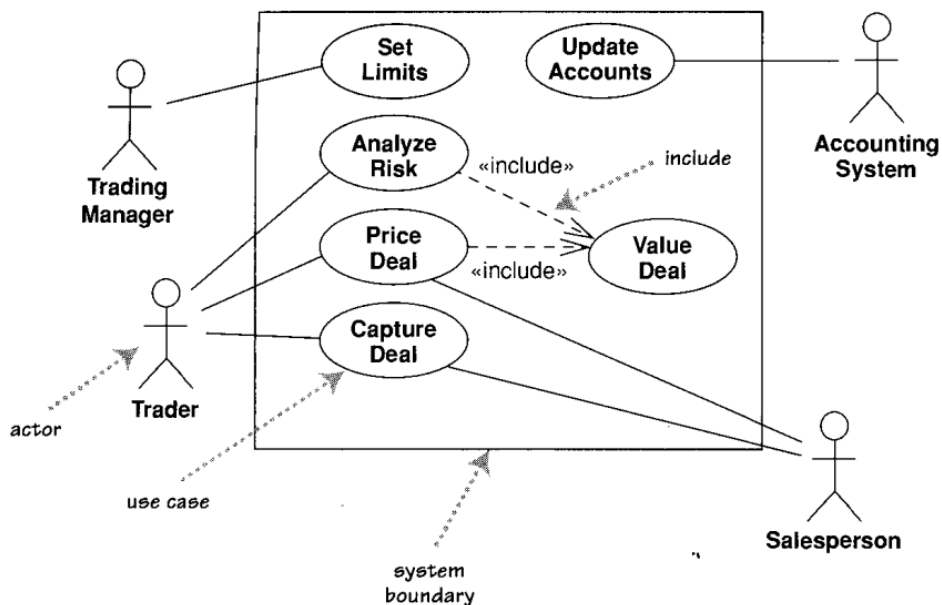 Set
Limits
Update
Accounts
Trading
Manager
Analyze
Risk
«include»
include
Accounting
System
Price
Deal
«include»
Value
Deal
Capture
Deal
Trader
actor
use case
system
boundary
Salesperson